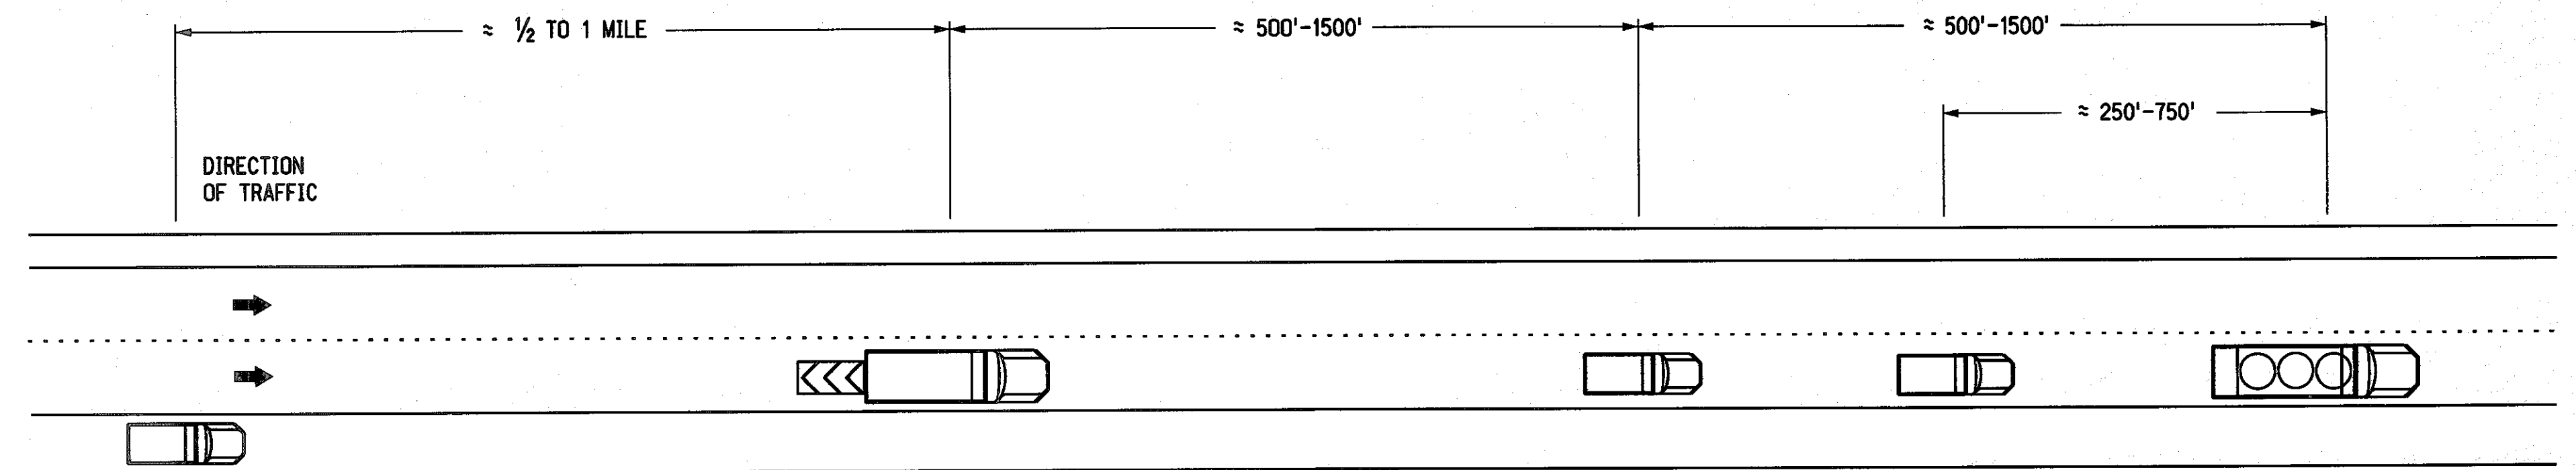 ≈ ½ TO 1 MILE
≈ 500'-1500'
≈ 500'-1500'
≈ 250'-750'
DIRECTION
OF TRAFFIC